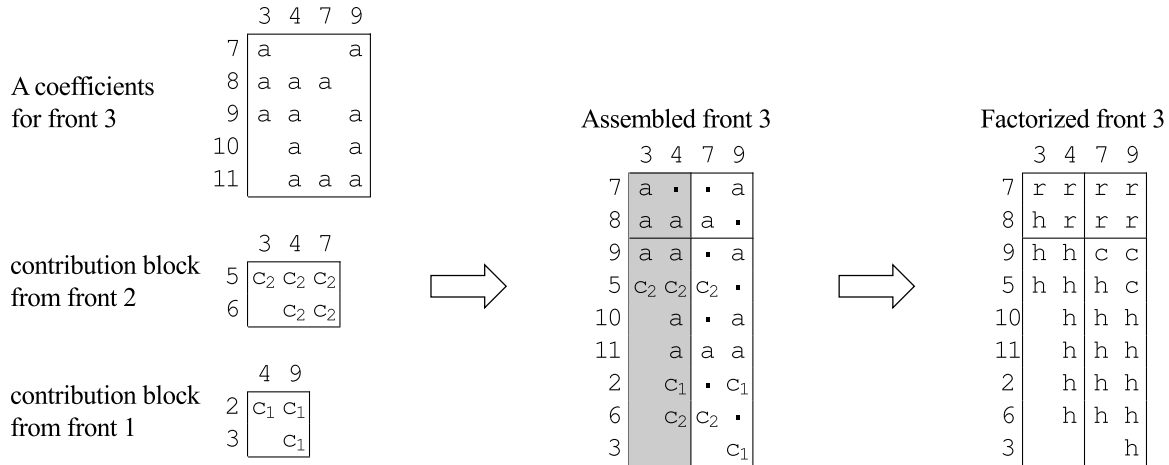 3 4 7 9
7 a a
8 a a a
9 a a a
10 a a
11 a a a
A coefficients
for front 3
3 4 7
5 c₂ c₂ c₂
6 c₂ c₂
contribution block
from front 2
4 9
2 c₁ c₁
3 c₁
contribution block
from front 1
Assembled front 3
3 4 7 9
7 a · · a
8 a a a ·
9 a a · a
5 c₂ c₂ c₂ ·
10 a · a
11 a a a
2 c₁ · c₁
6 c₂ c₂ ·
3 c₁
Factorized front 3
3 4 7 9
7 r r r r
8 h r r r
9 h h c c
5 h h h c
10 h h h
11 h h h
2 h h h
6 h h h
3 h